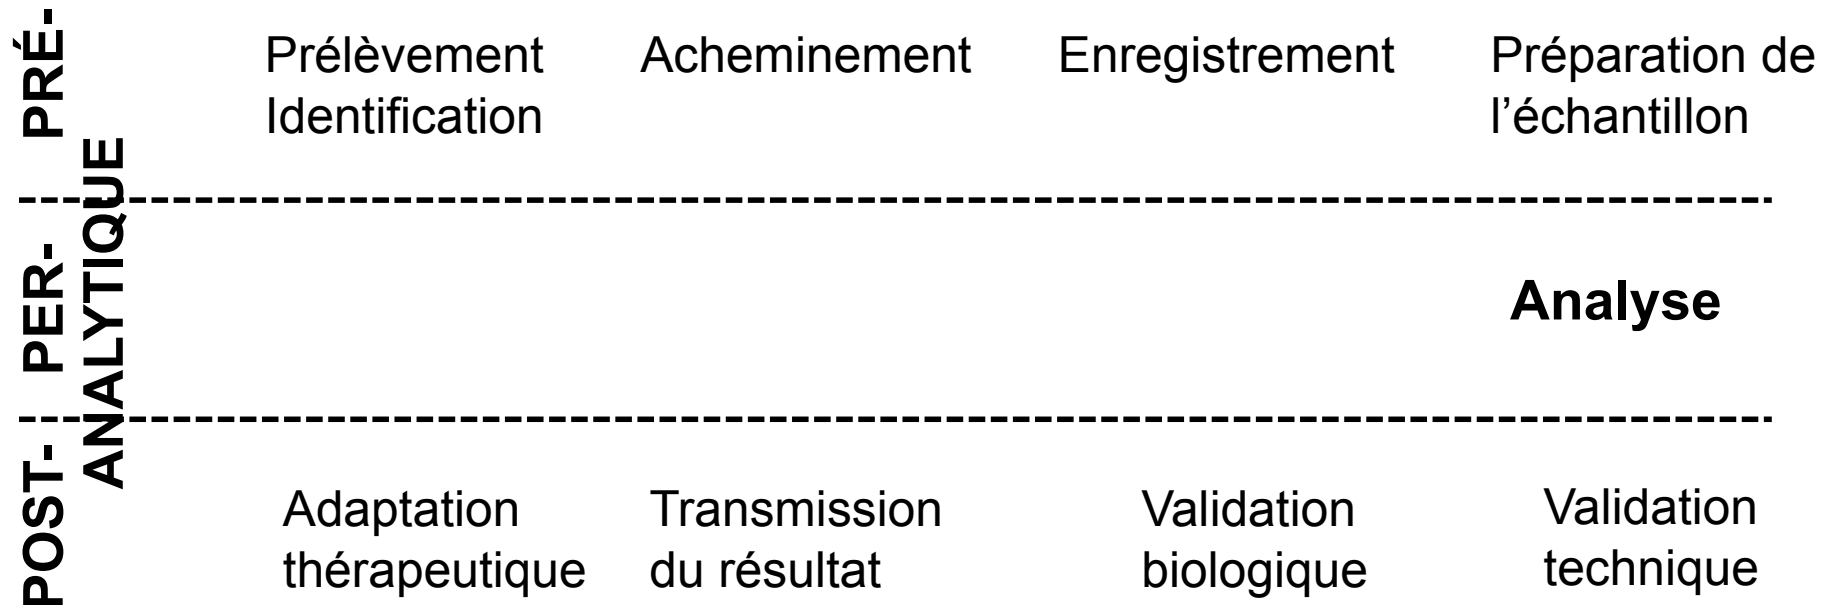 PRÉ-
Prélèvement
Identification
Acheminement
Enregistrement
Préparation de
l’échantillon
PER-
ANALYTIQUE
Analyse
POST-
Adaptation
thérapeutique
Transmission
du résultat
Validation
biologique
Validation
technique